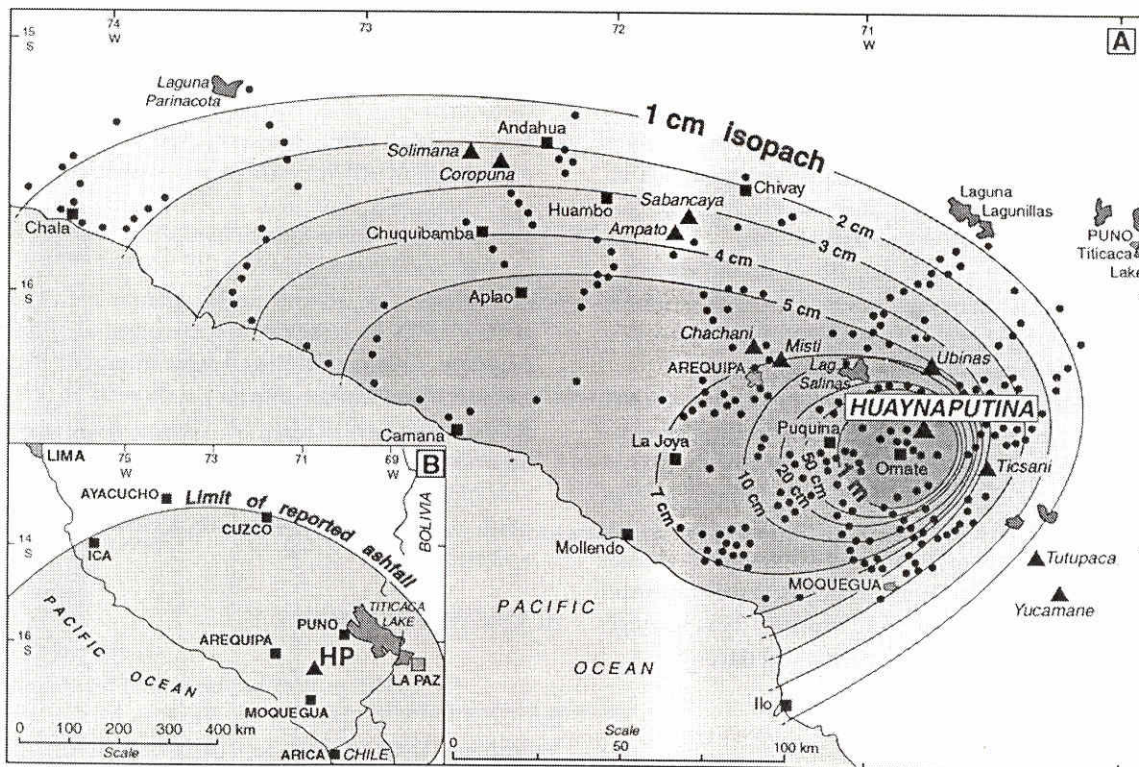 74
W
73
72
71
W
15
S
A
Laguna
Parinacota
1 cm isopach
Andahua
Solimana
Coropuna
Chivay
Laguna
Lagunillas
Sabancaya
Huambo
2 cm
Chala
Ampato
3 cm
PUNO
Titicaca
Lake
Chuquibamba
4 cm
16
S
Aplao
5 cm
Chachani
Misti
Ubinas
AREQUIPA
Lag.
Salinas
HUAYNAPUTINA
Camana
La Joya
Puquina
Omate
Ticsani
7 cm
10 cm
20 cm
50 cm
1 m
Mollendo
MOQUEGUA
Tutupaca
Yucamane
PACIFIC
OCEAN
Ilo
Scale
0
50
100 km
LIMA
75
W
73
71
69
W
B
AYACUCHO
Limit of reported ashfall
CUZCO
BOLIVIA
14
S
ICA
PACIFIC
OCEAN
TITICACA
LAKE
PUNO
16
S
AREQUIPA
HP
LA PAZ
MOQUEGUA
0 100 200 300 400 km
Scale
ARICA
CHILE